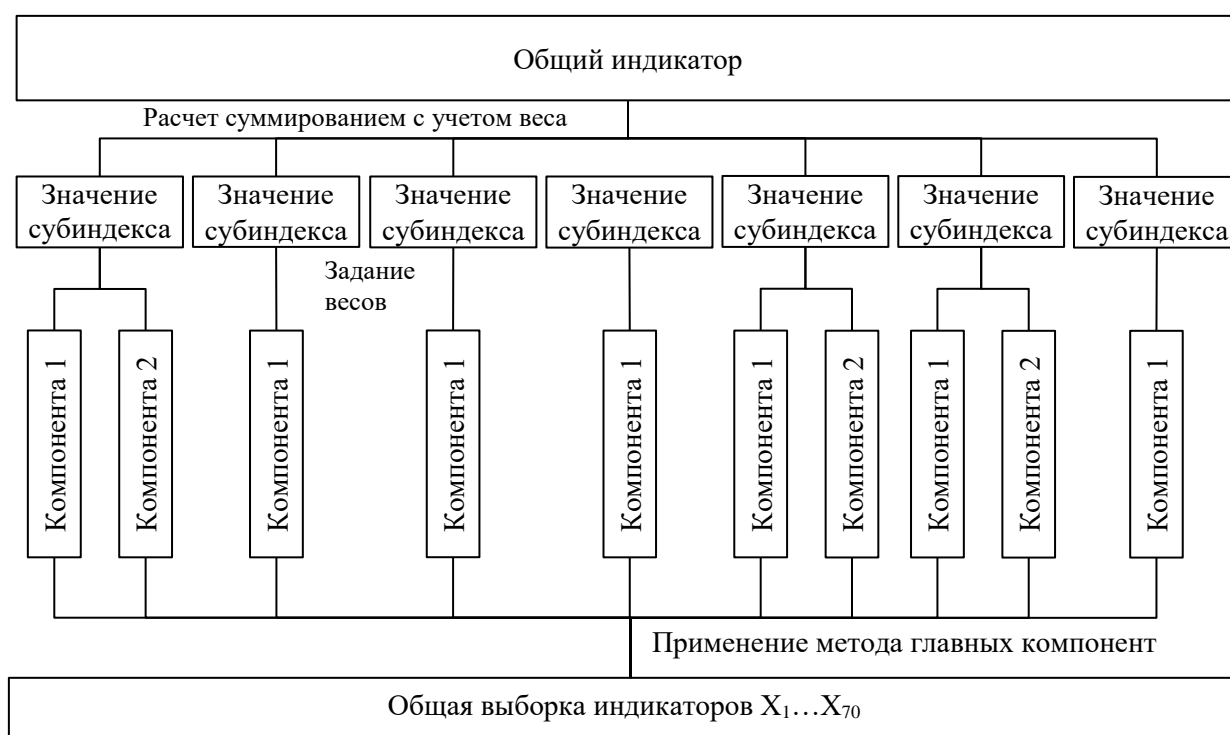 Общий индикатор
Расчет суммированием с учетом веса
Значение
субиндекса
Значение
субиндекса
Значение
субиндекса
Значение
субиндекса
Значение
субиндекса
Значение
субиндекса
Значение
субиндекса
Задание
весов
Компонента 1
Компонента 2
Компонента 1
Компонента 1
Компонента 1
Компонента 1
Компонента 2
Компонента 1
Компонента 2
Компонента 1
Применение метода главных компонент
Общая выборка индикаторов X₁…X₇₀